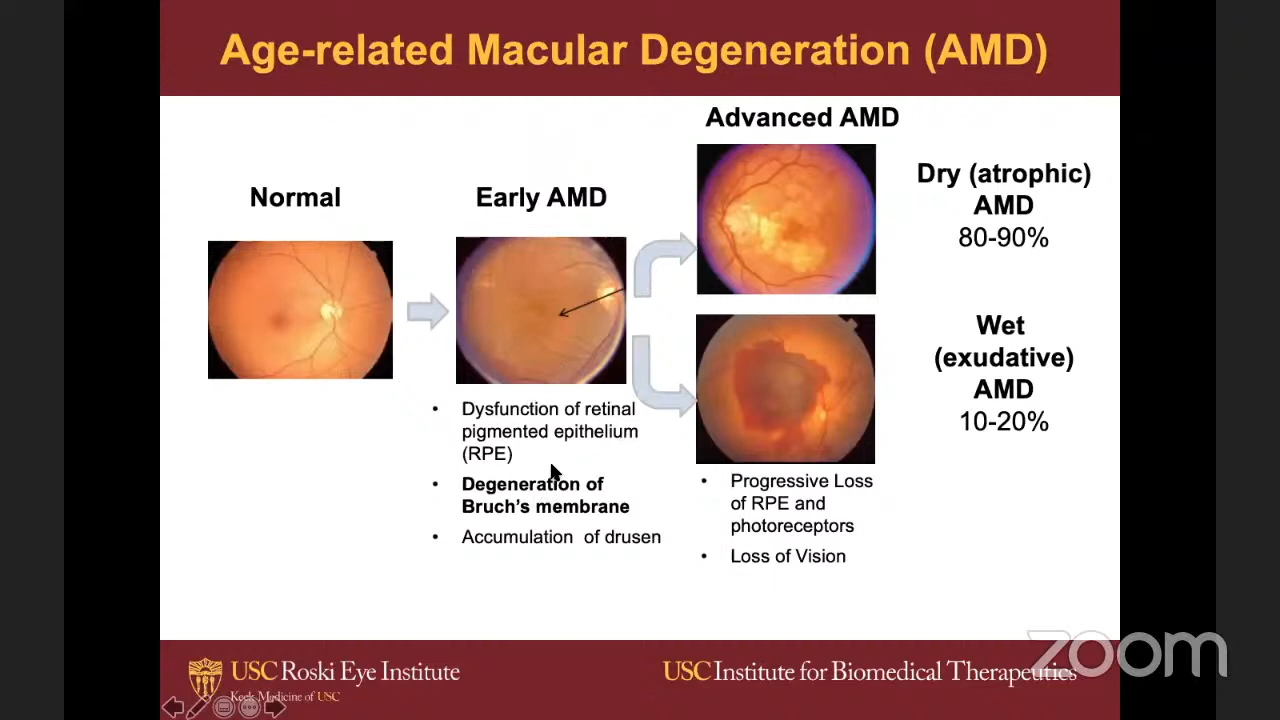 Age-related Macular Degeneration (AMD)
Advanced AMD
Normal
Early AMD
Dry (atrophic)
AMD
80-90%
Wet
(exudative)
AMD
10-20%
• Dysfunction of retinal
pigmented epithelium
(RPE)
• Degeneration of
Bruch's membrane
• Accumulation of drusen
• Progressive Loss
of RPE and
photoreceptors
• Loss of Vision
USC Roski Eye Institute
Keck Medicine of USC
USC Institute for Biomedical Therapeutics
zoom